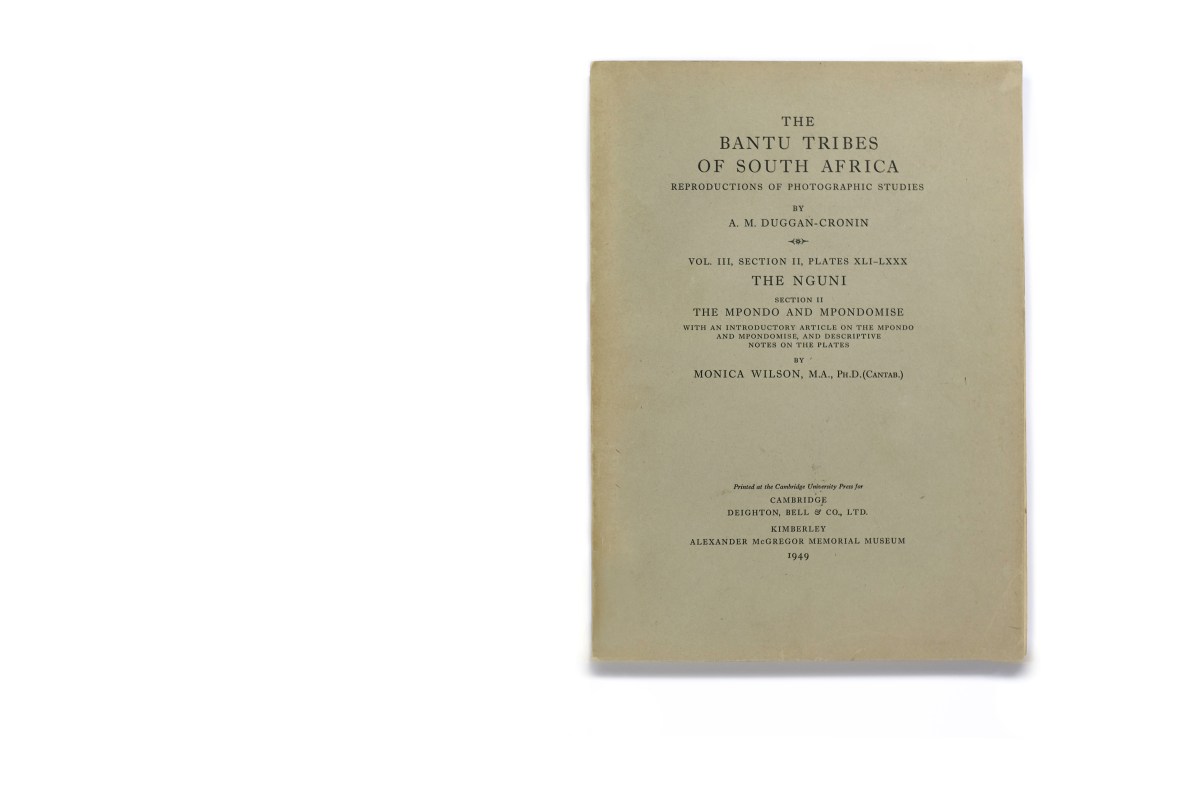 THE
BANTU TRIBES
OF SOUTH AFRICA
REPRODUCTIONS OF PHOTOGRAPHIC STUDIES
BY
A. M. DUGGAN-CRONIN
VOL. III, SECTION II, PLATES XLI–LXXX
THE NGUNI
SECTION II
THE MPONDO AND MPONDOMISE
WITH AN INTRODUCTORY ARTICLE ON THE MPONDO
AND MPONDOMISE, AND DESCRIPTIVE
NOTES ON THE PLATES
BY
MONICA WILSON, M.A., PH.D.(CANTAB.)
Printed at the Cambridge University Press for
CAMBRIDGE
DEIGHTON, BELL & CO., LTD.
KIMBERLEY
ALEXANDER McGREGOR MEMORIAL MUSEUM
1949